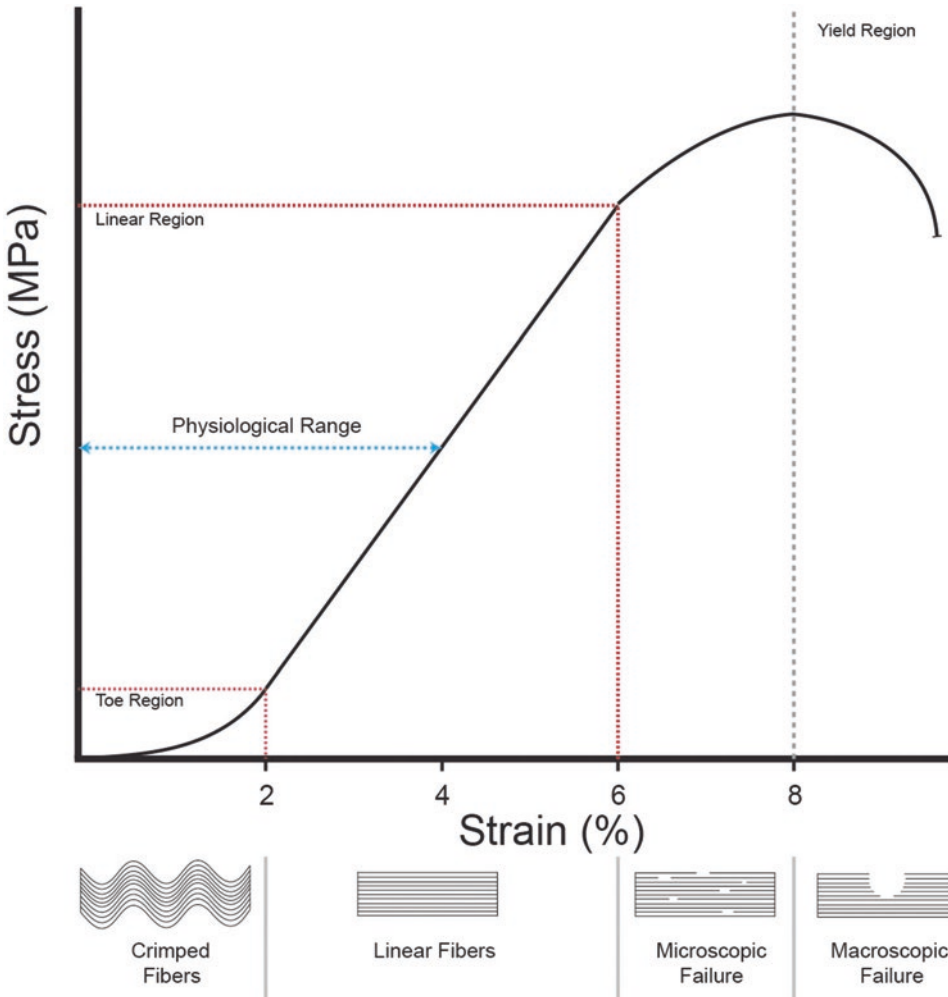 Yield Region
Linear Region
Stress (MPa)
Physiological Range
Toe Region
2
4
6
8
Strain (%)
Crimped
Fibers
Linear Fibers
Microscopic
Failure
Macroscopic
Failure